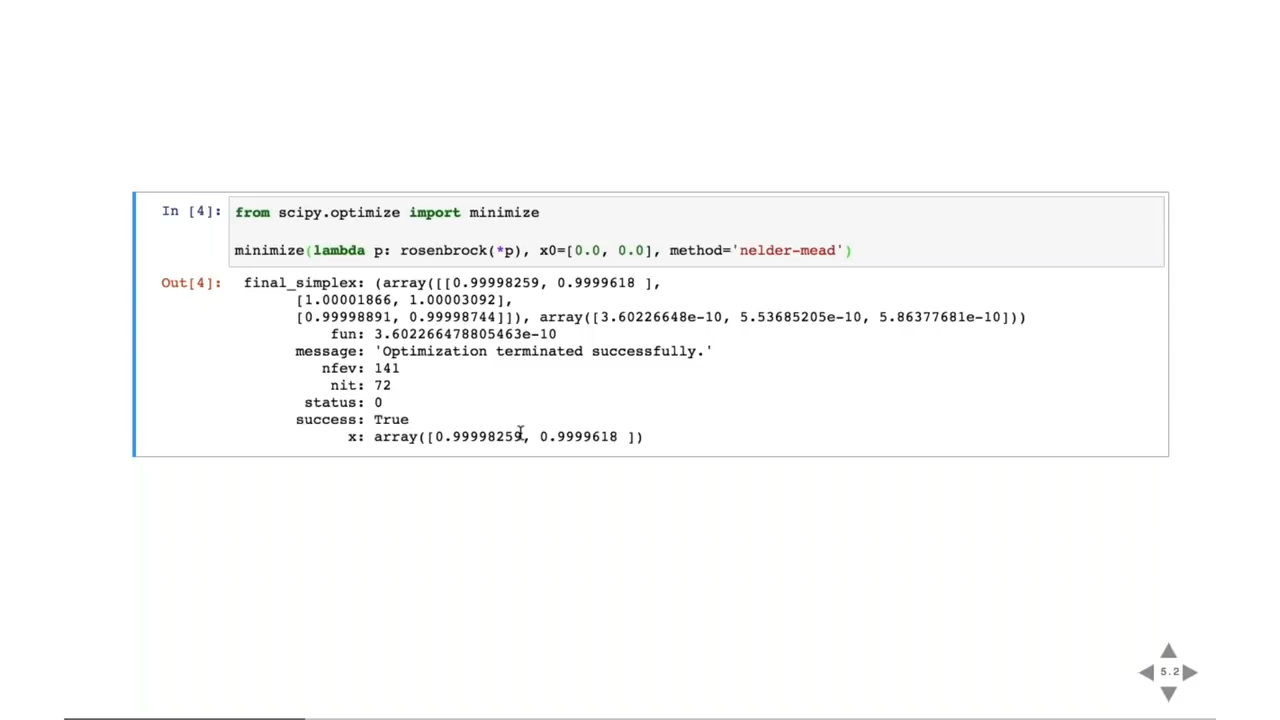 In [4]: from scipy.optimize import minimize
minimize(lambda p: rosenbrock(*p), x0=[0.0, 0.0], method='nelder-mead')
Out[4]: final_simplex: (array([[0.99998259, 0.9999618 ],
[1.00001866, 1.00003092],
[0.99998891, 0.99998744]]), array([3.60226648e-10, 5.53685205e-10, 5.86377681e-10]))
fun: 3.602266478805463e-10
message: 'Optimization terminated successfully.'
nfev: 141
nit: 72
status: 0
success: True
x: array([0.99998259, 0.9999618 ])
5.2